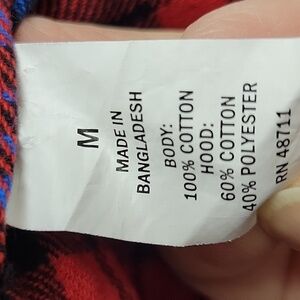 M
MADE IN
BANGLADESH
BODY:
100% COTTON
HOOD:
60% COTTON
40% POLYESTER
RN 48711